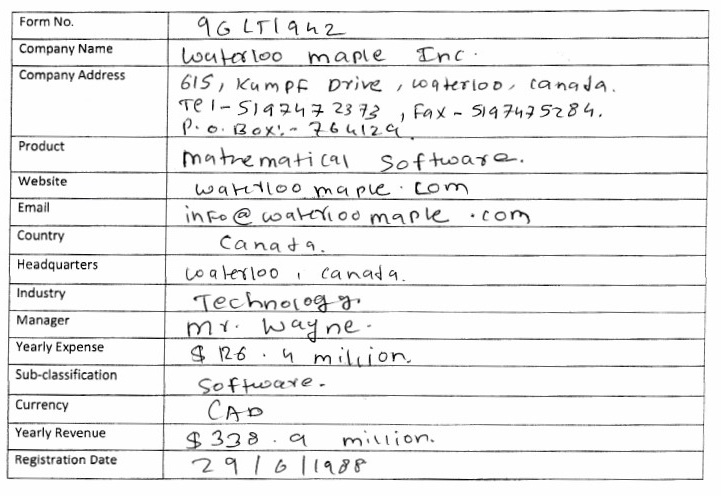 Form No. 9GLT1942
Company Name Waterloo maple Inc.
Company Address 615, Kumpf Drive, waterloo, canada.
Tel-5197472373, Fax-5197475284.
P.O.Box:-764129
Product mathematical software.
Website waterloomaple.com
Email info@waterloomaple.com
Country Canada.
Headquarters waterloo, canada.
Industry Technology.
Manager Mr. Wayne.
Yearly Expense $126.4 million.
Sub-classification Software.
Currency CAD
Yearly Revenue $338.9 million.
Registration Date 29/6/1988